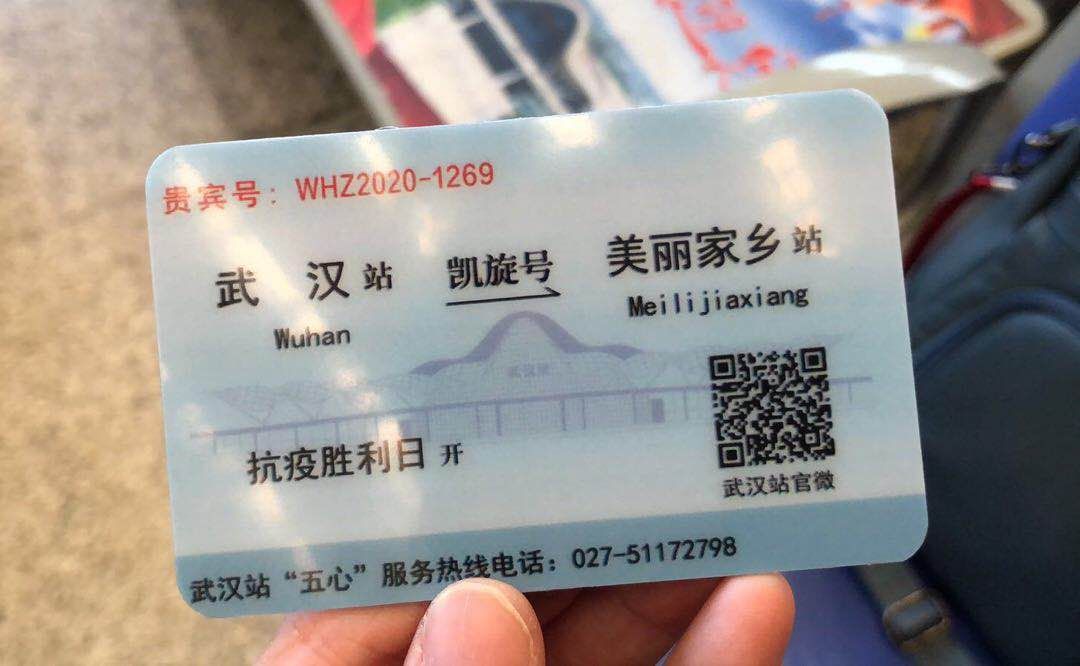 贵宾号：WHZ2020-1269
武汉站 凯旋号 美丽家乡站
Wuhan Meilijiaxiang
抗疫胜利日开
武汉站官微
武汉站“五心”服务热线电话：027-51172798